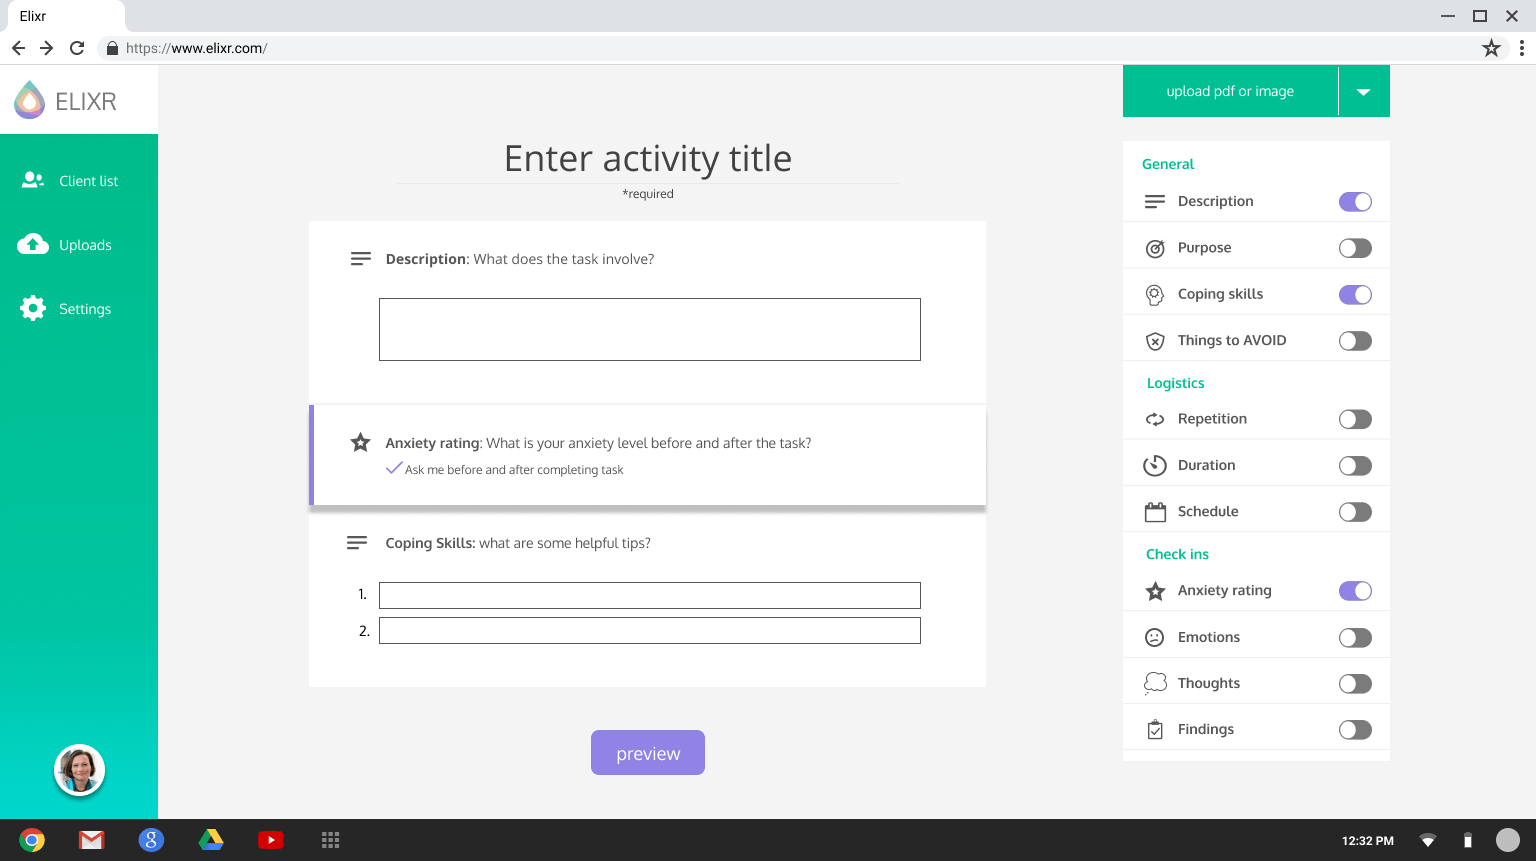 Elixr
https://www.elixr.com/
ELIXR
Client list
Uploads
Settings
Enter activity title
*required
Description: What does the task involve?
Anxiety rating: What is your anxiety level before and after the task?
Ask me before and after completing task
Coping Skills: what are some helpful tips?
1.
2.
preview
upload pdf or image
General
Description
Purpose
Coping skills
Things to AVOID
Logistics
Repetition
Duration
Schedule
Check ins
Anxiety rating
Emotions
Thoughts
Findings
8
12:32 PM